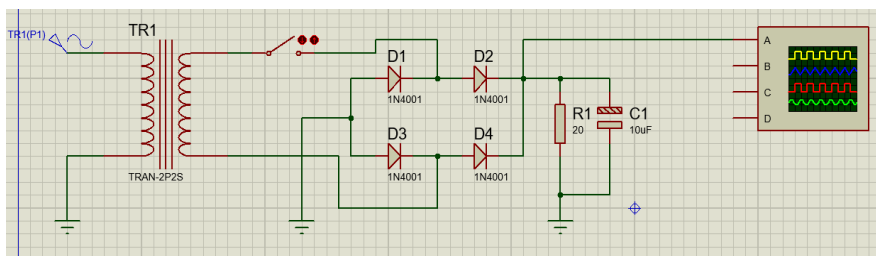 TR1(P1)
TR1
TRAN-2P2S
D1
1N4001
D2
1N4001
D3
1N4001
D4
1N4001
R1
20
C1
10uF
A
B
C
D